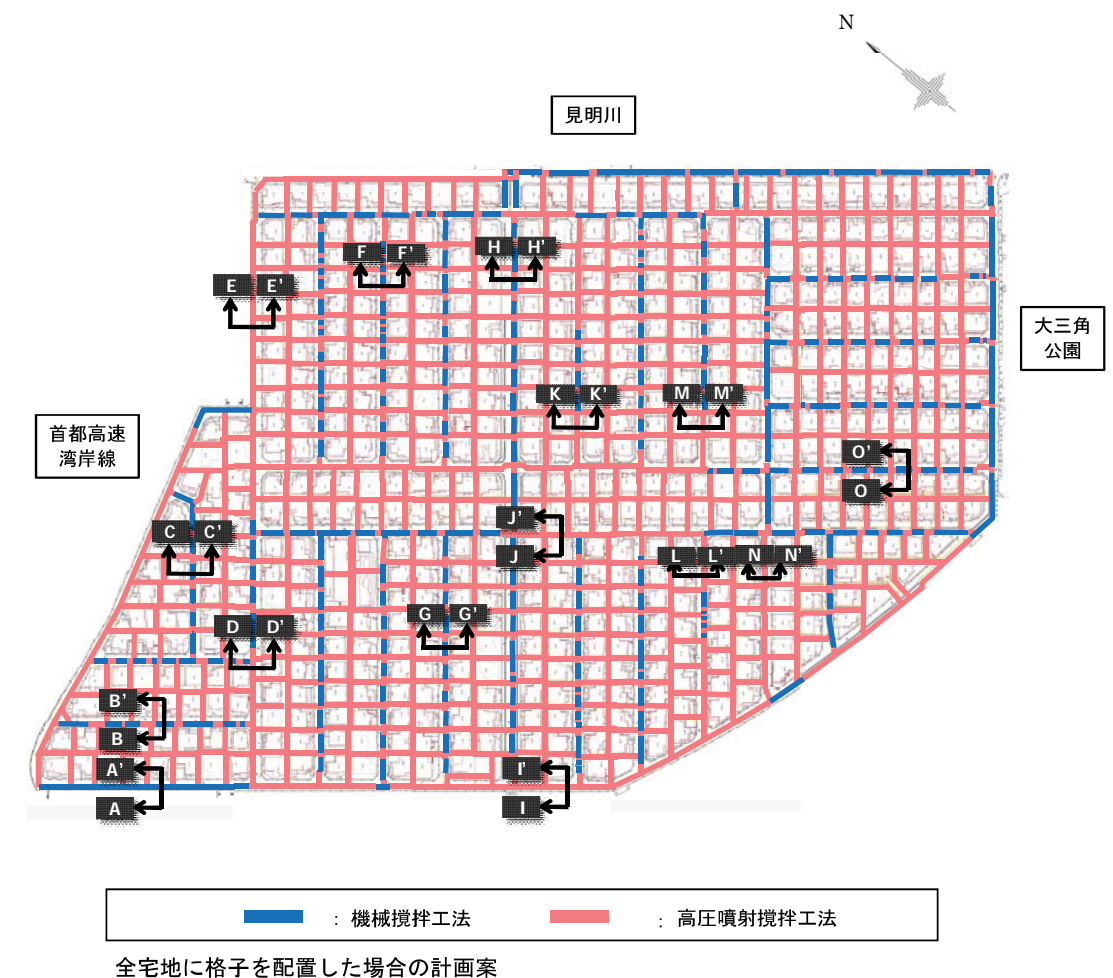 N
見明川
大三角
公園
首都高速
湾岸線
E E'
F F'
H H'
K K'
M M'
O'
O
C C'
J'
J
L L' N N'
D D'
G G'
B'
B
A'
A
I'
I
：機械撹拌工法
：高圧噴射撹拌工法
全宅地に格子を配置した場合の計画案